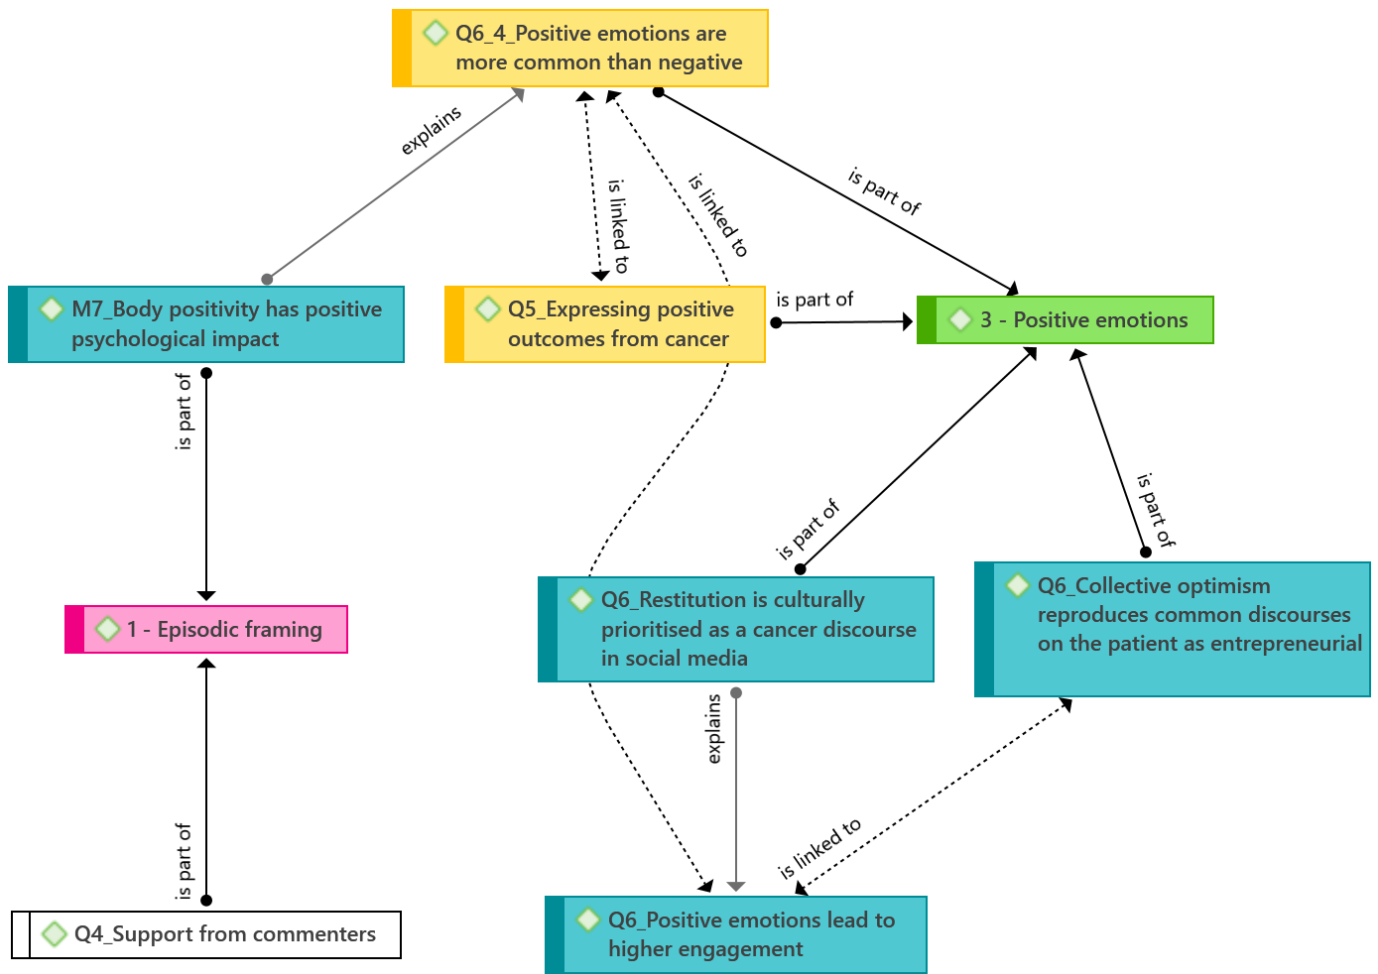 Q6_4_Positive emotions are
more common than negative
explains
is linked to
is linked to
is part of
M7_Body positivity has positive
psychological impact
Q5_Expressing positive
outcomes from cancer
is part of
3 - Positive emotions
is part of
is part of
is part of
1 - Episodic framing
Q6_Restitution is culturally
prioritised as a cancer discourse
in social media
Q6_Collective optimism
reproduces common discourses
on the patient as entrepreneurial
explains
is linked to
is part of
Q4_Support from commenters
Q6_Positive emotions lead to
higher engagement